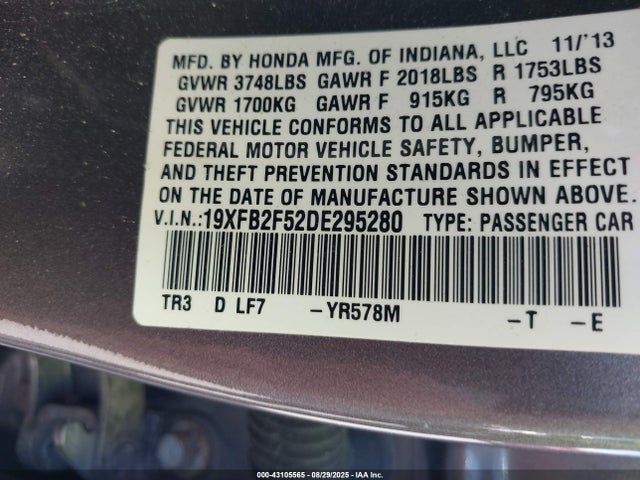 MFD. BY HONDA MFG. OF INDIANA, LLC 11/'13
GVWR 3748LBS GAWR F 2018LBS R 1753LBS
GVWR 1700KG GAWR F 915KG R 795KG
THIS VEHICLE CONFORMS TO ALL APPLICABLE
FEDERAL MOTOR VEHICLE SAFETY, BUMPER,
AND THEFT PREVENTION STANDARDS IN EFFECT
ON THE DATE OF MANUFACTURE SHOWN ABOVE.
V.I.N.:19XFB2F52DE295280 TYPE: PASSENGER CAR
TR3 D LF7 -YR578M -T -E
000-43105565 - 08/29/2025 - IAA Inc.